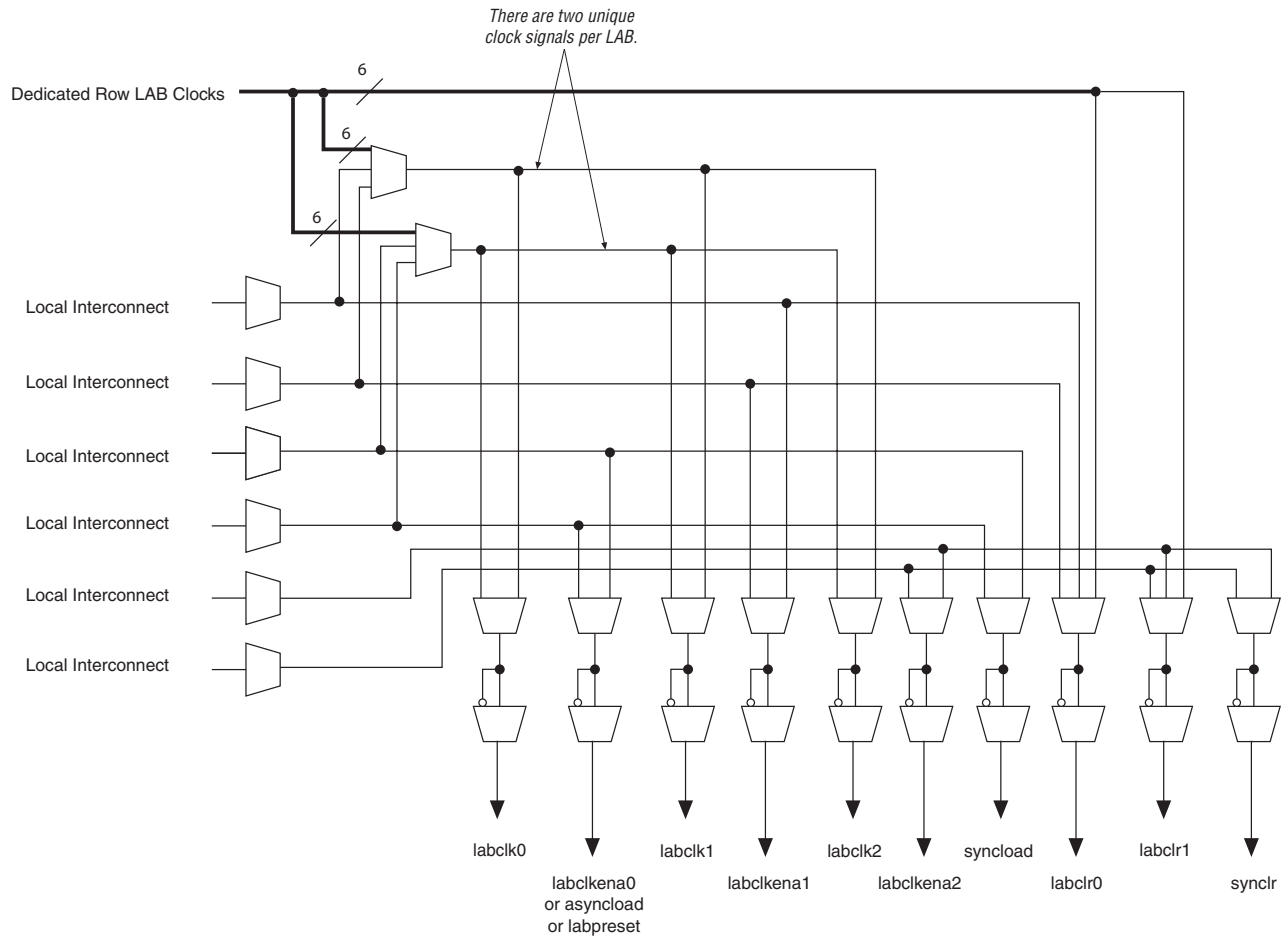 There are two unique
clock signals per LAB.
6
Dedicated Row LAB Clocks
6
6
Local Interconnect
Local Interconnect
Local Interconnect
Local Interconnect
Local Interconnect
Local Interconnect
labclk0
labclk1
labclk2
syncload
labclr1
labclkena0
or asyncload
or labpreset
labclkena1
labclkena2
labclr0
synclr